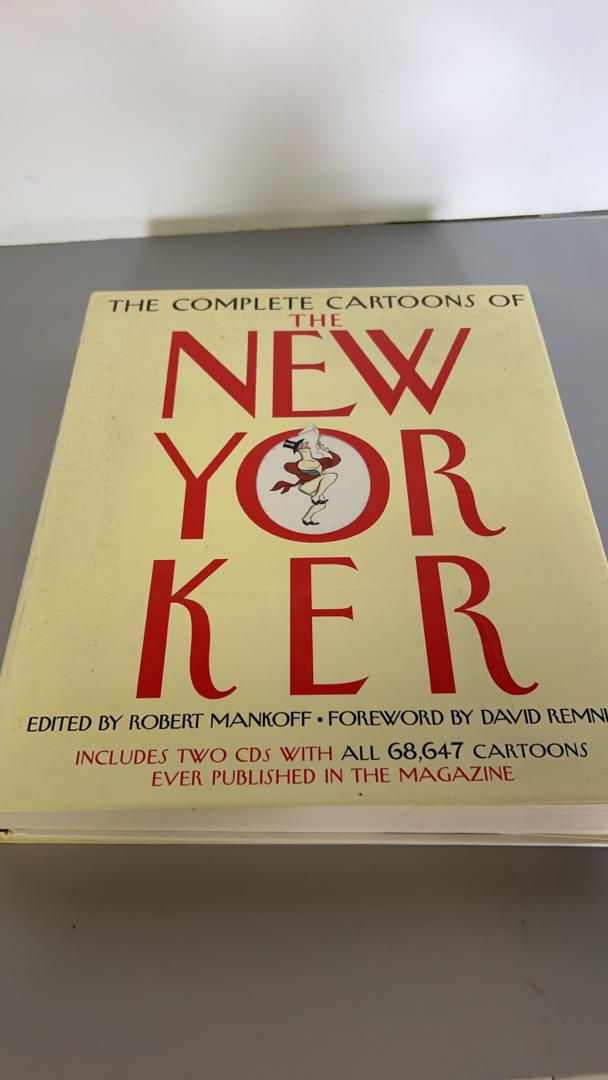 THE COMPLETE CARTOONS OF
THE
NEW
YOR
KER
EDITED BY ROBERT MANKOFF • FOREWORD BY DAVID
INCLUDES TWO CDs WITH ALL 68,647 CARTOONS
EVER PUBLISHED IN THE MAGAZINE